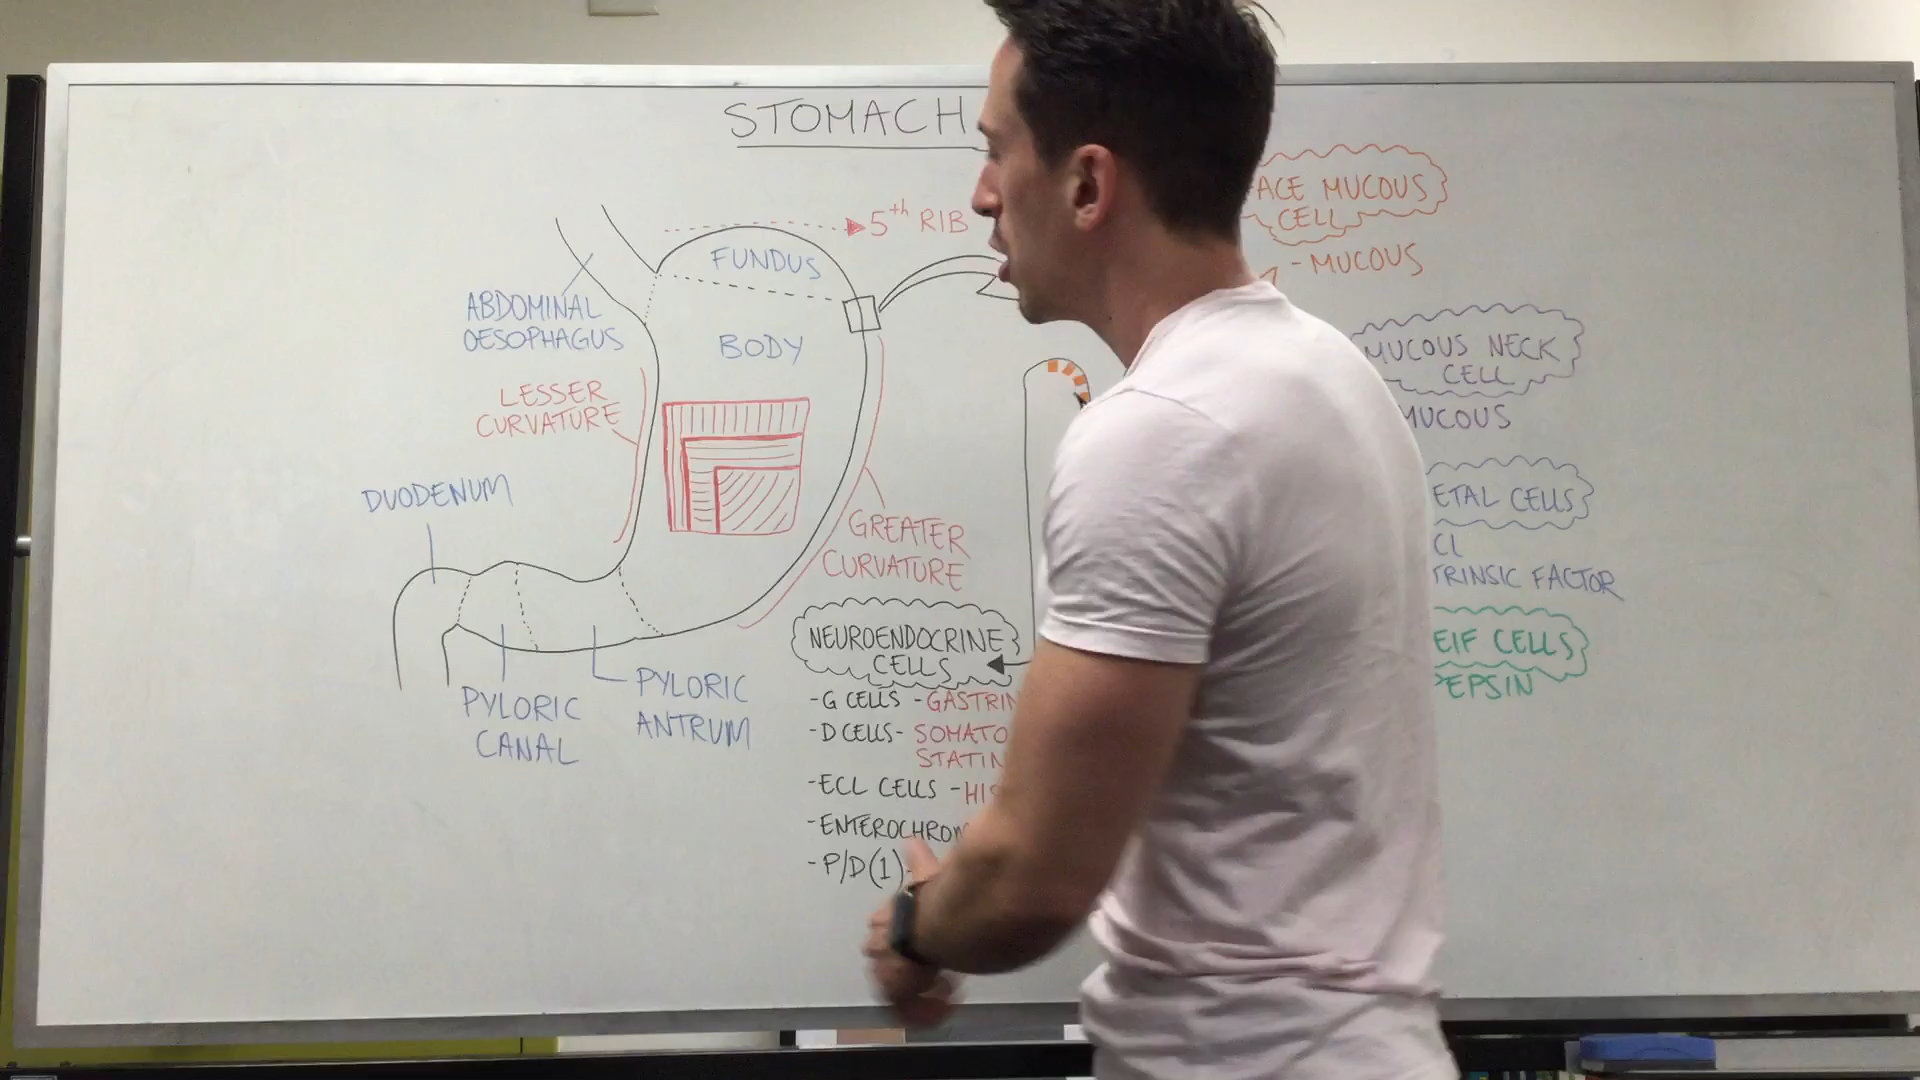 STOMACH
5th RIB
FUNDUS
ABDOMINAL
OESOPHAGUS
BODY
LESSER
CURVATURE
DUODENUM
GREATER
CURVATURE
PYLORIC
CANAL
PYLORIC
ANTRUM
NEUROENDOCRINE
CELLS
-G CELLS -GASTRIN
-D CELLS- SOMATO
STATIN
-ECL CELLS -HIS
-ENTEROCHROM
-P/D(1)-
ACE MUCOUS
CELL
-MUCOUS
MUCOUS NECK
CELL
MUCOUS
ETAL CELLS
CL
TRINSIC FACTOR
EIF CELLS
PEPSIN